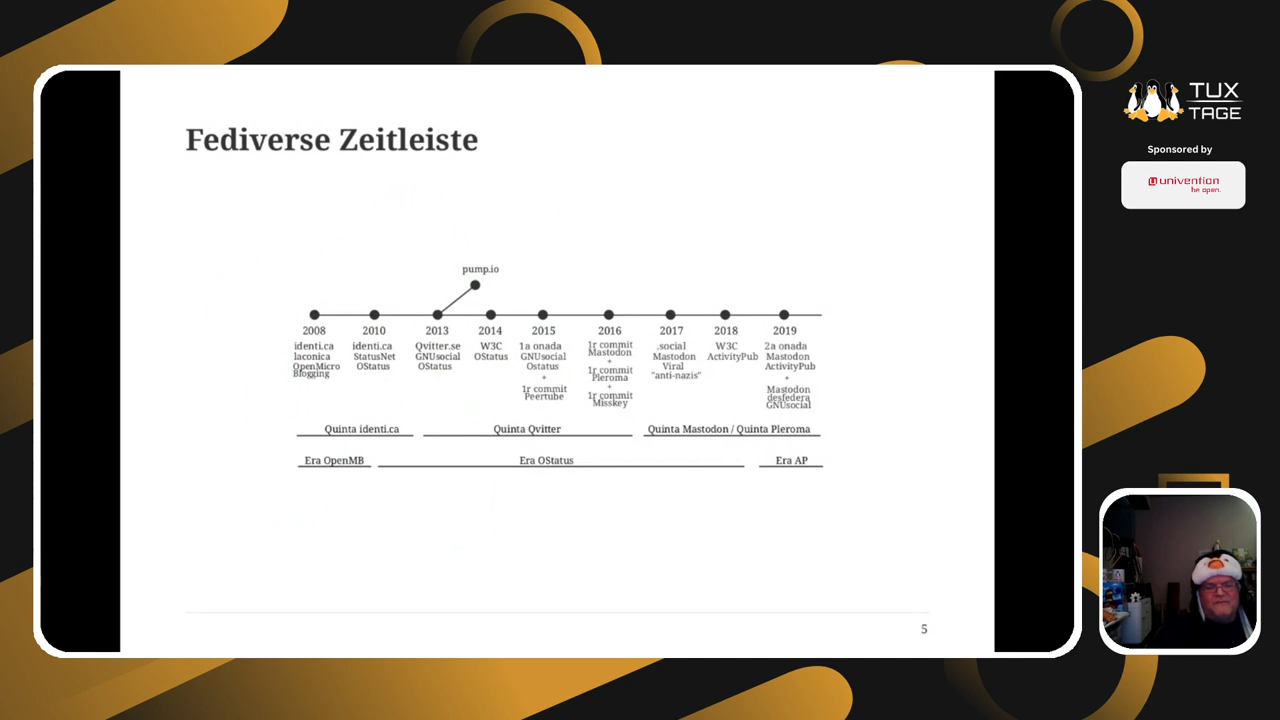 Fediverse Zeitleiste
pump.io
2008
identi.ca
laconica
OpenMicro
Blogging
2010
identi.ca
StatusNet
OStatus
2013
Qvitter.se
GNUsocial
OStatus
2014
W3C
OStatus
2015
1a onada
GNUsocial
Ostatus
+
1r commit
Peertube
2016
1r commit
Mastodon
+
1r commit
Pleroma
+
1r commit
Misskey
2017
.social
Mastodon
Viral
"anti-nazis"
2018
W3C
ActivityPub
2019
2a onada
Mastodon
ActivityPub
+
Mastodon
desfedera
GNUsocial
Quinta identi.ca
Quinta Qvitter
Quinta Mastodon / Quinta Pleroma
Era OpenMB
Era OStatus
Era AP
5
TUX
TAGE
Sponsored by
univention
be open.